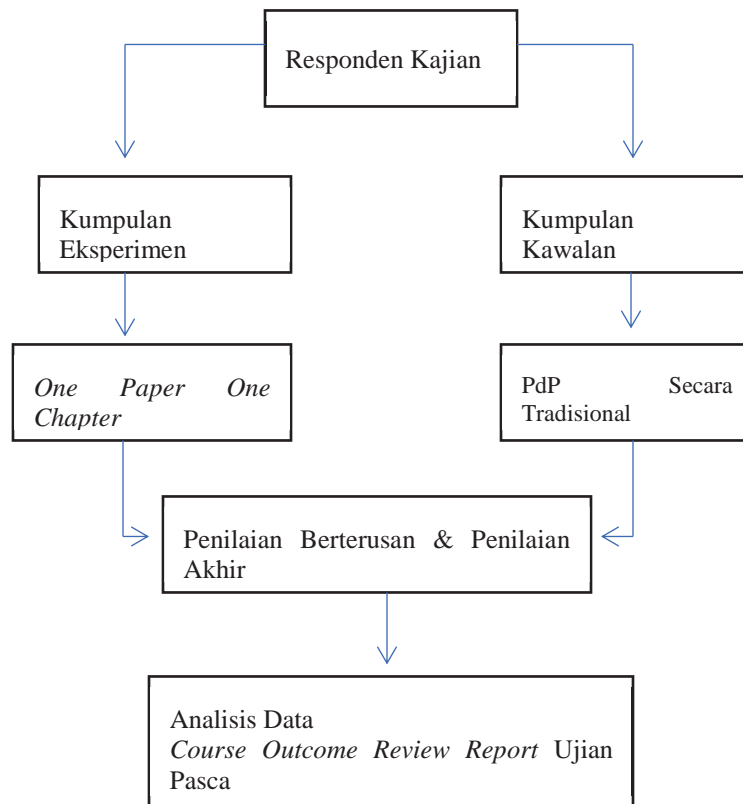 Responden Kajian
Kumpulan
Eksperimen
Kumpulan
Kawalan
One Paper One
Chapter
PdP Secara
Tradisional
Penilaian Berterusan & Penilaian
Akhir
Analisis Data
Course Outcome Review Report Ujian
Pasca